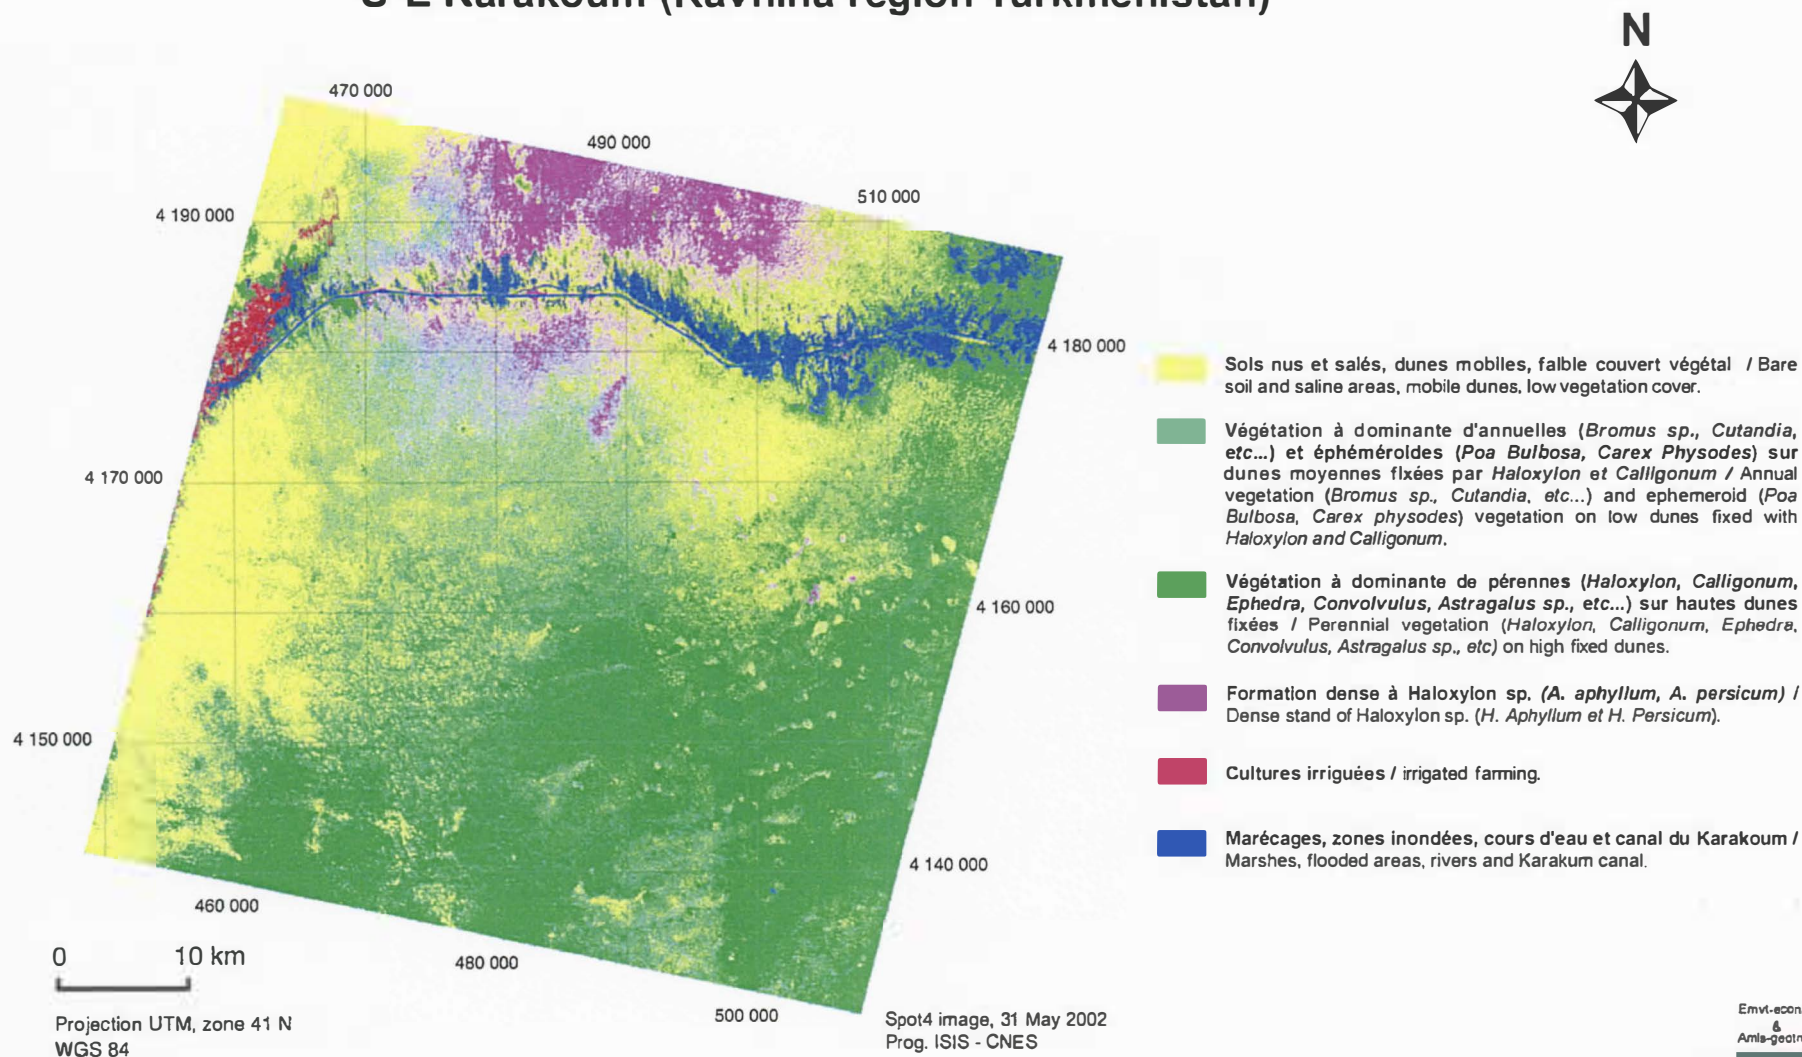 S-E Karakoum (Ravnina region Turkmenistan)
N
470 000
490 000
510 000
4 190 000
4 180 000
4 170 000
4 160 000
4 150 000
4 140 000
460 000
480 000
500 000
Sols nus et salés, dunes mobiles, faible couvert végétal / Bare
soil and saline areas, mobile dunes, low vegetation cover.
Végétation à dominante d'annuelles (Bromus sp., Cutandia,
etc...) et éphéméroïdes (Poa Bulbosa, Carex Physodes) sur
dunes moyennes fixées par Haloxylon et Calligonum / Annual
vegetation (Bromus sp., Cutandia, etc...) and ephemeroid (Poa
Bulbosa, Carex physodes) vegetation on low dunes fixed with
Haloxylon and Calligonum.
Végétation à dominante de pérennes (Haloxylon, Calligonum,
Ephedra, Convolvulus, Astragalus sp., etc...) sur hautes dunes
fixées / Perennial vegetation (Haloxylon, Calligonum, Ephedra,
Convolvulus, Astragalus sp., etc) on high fixed dunes.
Formation dense à Haloxylon sp. (A. aphyllum, A. persicum) /
Dense stand of Haloxylon sp. (H. Aphyllum et H. Persicum).
Cultures irriguées / irrigated farming.
Marécages, zones inondées, cours d'eau et canal du Karakoum /
Marshes, flooded areas, rivers and Karakum canal.
0 10 km
Projection UTM, zone 41 N
WGS 84
Spot4 image, 31 May 2002
Prog. ISIS - CNES
&